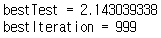 bestTest = 2.143039338
bestIteration = 999